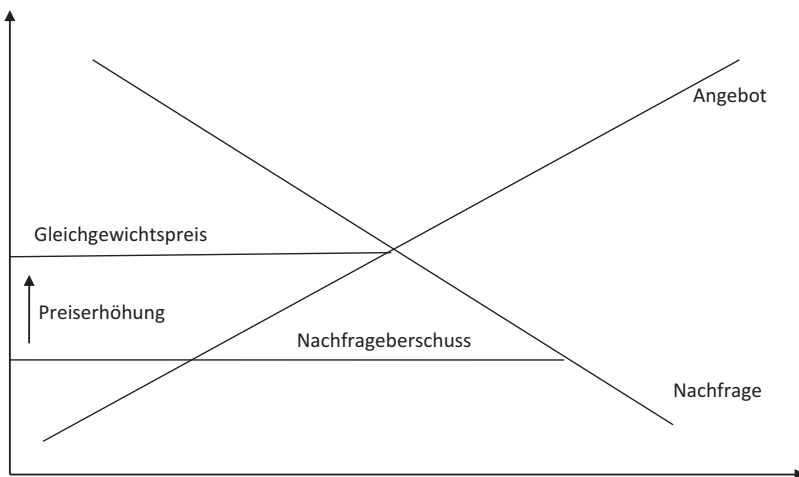 Angebot
Gleichgewichtspreis
Preiserhöhung
Nachfrageberschuss
Nachfrage